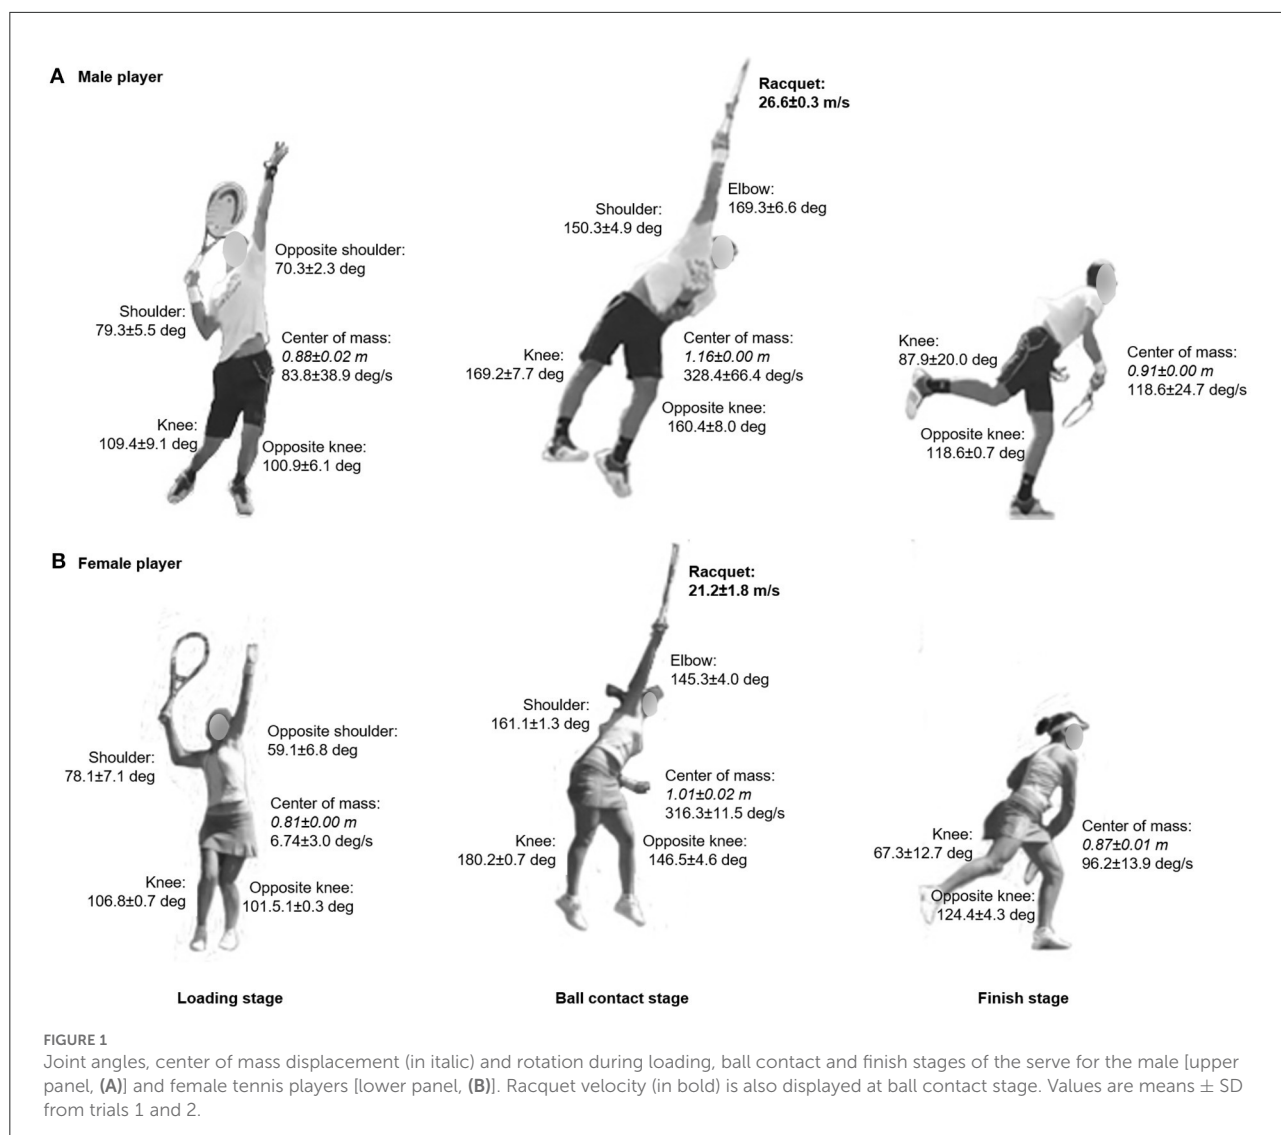 A Male player
Racquet:
26.6±0.3 m/s
Elbow:
169.3±6.6 deg
Shoulder:
150.3±4.9 deg
Opposite shoulder:
70.3±2.3 deg
Shoulder:
79.3±5.5 deg
Center of mass:
0.88±0.02 m
83.8±38.9 deg/s
Knee:
109.4±9.1 deg
Opposite knee:
100.9±6.1 deg
Center of mass:
1.16±0.00 m
328.4±66.4 deg/s
Knee:
169.2±7.7 deg
Opposite knee:
160.4±8.0 deg
Knee:
87.9±20.0 deg
Center of mass:
0.91±0.00 m
118.6±24.7 deg/s
Opposite knee:
118.6±0.7 deg
B Female player
Racquet:
21.2±1.8 m/s
Elbow:
145.3±4.0 deg
Shoulder:
161.1±1.3 deg
Opposite shoulder:
59.1±6.8 deg
Shoulder:
78.1±7.1 deg
Center of mass:
0.81±0.00 m
6.74±3.0 deg/s
Knee:
106.8±0.7 deg
Opposite knee:
101.5.1±0.3 deg
Center of mass:
1.01±0.02 m
316.3±11.5 deg/s
Knee:
180.2±0.7 deg
Opposite knee:
146.5±4.6 deg
Knee:
67.3±12.7 deg
Center of mass:
0.87±0.01 m
96.2±13.9 deg/s
Opposite knee:
124.4±4.3 deg
Loading stage
Ball contact stage
Finish stage
FIGURE 1
Joint angles, center of mass displacement (in italic) and rotation during loading, ball contact and finish stages of the serve for the male [upper
panel, (A)] and female tennis players [lower panel, (B)]. Racquet velocity (in bold) is also displayed at ball contact stage. Values are means ± SD
from trials 1 and 2.